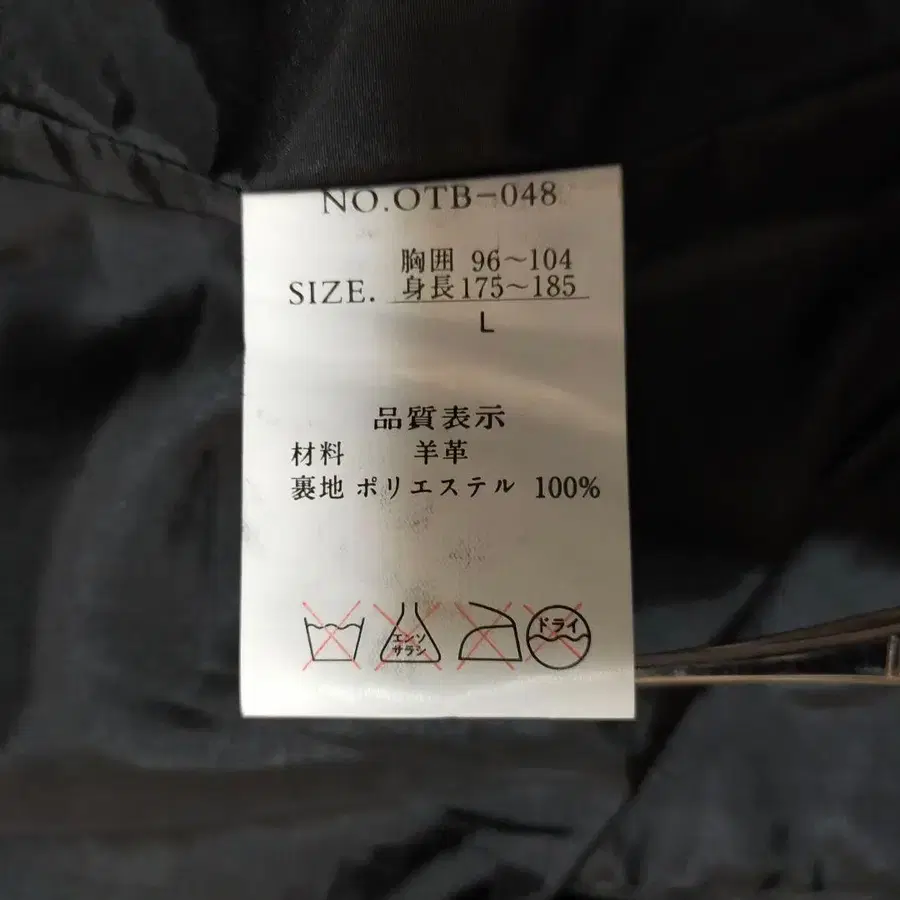 NO.OTB-048
胸囲 96〜104
SIZE. 身長175〜185
L
品質表示
材料 羊革
裏地 ポリエステル 100%
エンソ
サラシ
ドライ